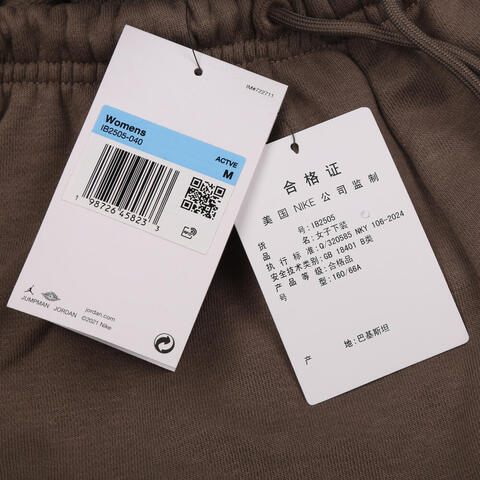 IM#722711
Womens
IB2505-040
ACTVE
M
1 98726 45823 3
JUMPMAN JORDAN
jordan.com
©2021 Nike
合格证
美国 NIKE 公司监制
货号: IB2505
品名: 女子下装
执行标准: Q/320585 NKY 106-2024
安全技术类别: GB 18401 B类
产品等级: 合格品
号型: 160/66A
产地: 巴基斯坦